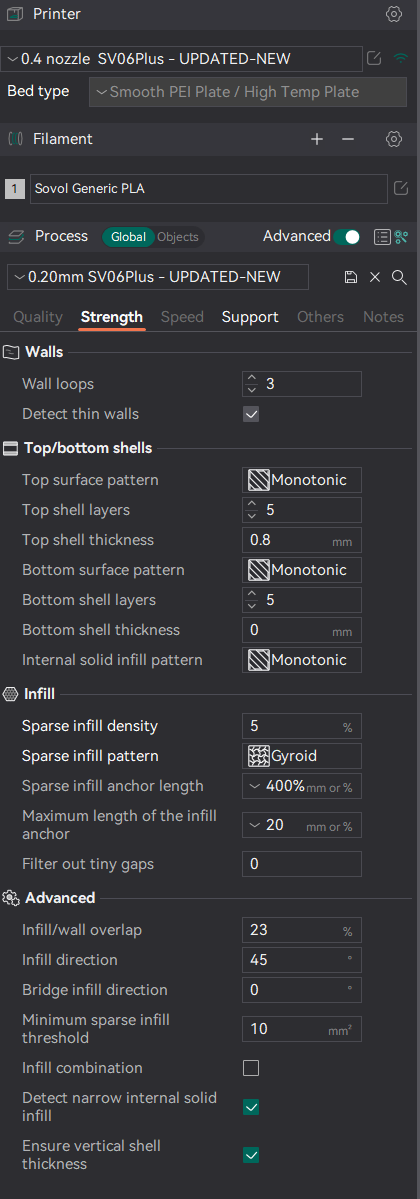 Printer
0.4 nozzle SV06Plus - UPDATED-NEW
Bed type Smooth PEI Plate / High Temp Plate
Filament
1 Sovol Generic PLA
Process Global Objects Advanced
0.20mm SV06Plus - UPDATED-NEW
Quality Strength Speed Support Others Notes
Walls
Wall loops 3
Detect thin walls
Top/bottom shells
Top surface pattern Monotonic
Top shell layers 5
Top shell thickness 0.8 mm
Bottom surface pattern Monotonic
Bottom shell layers 5
Bottom shell thickness 0 mm
Internal solid infill pattern Monotonic
Infill
Sparse infill density 5 %
Sparse infill pattern Gyroid
Sparse infill anchor length 400% mm or %
Maximum length of the infill
anchor 20 mm or %
Filter out tiny gaps 0
Advanced
Infill/wall overlap 23 %
Infill direction 45 °
Bridge infill direction 0 °
Minimum sparse infill
threshold 10 mm²
Infill combination
Detect narrow internal solid
infill
Ensure vertical shell
thickness